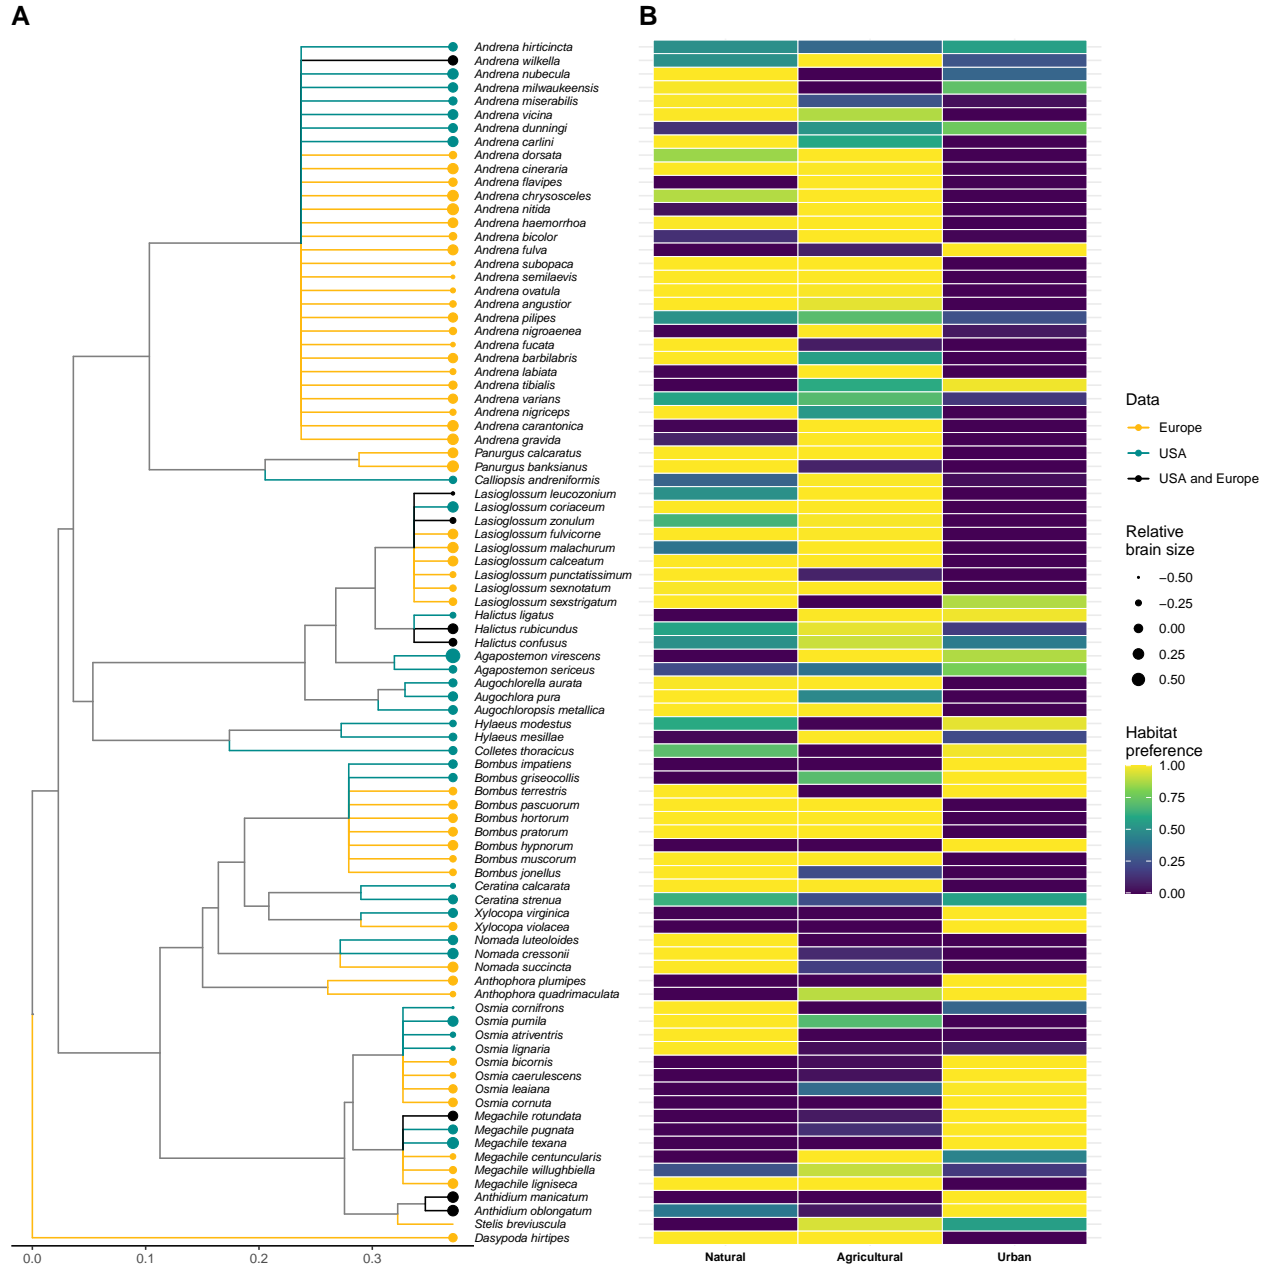 A
B
Andrena hirticincta
Andrena wilkella
Andrena nubecula
Andrena milwaukeensis
Andrena miserabilis
Andrena vicina
Andrena dunningi
Andrena carlini
Andrena dorsata
Andrena cineraria
Andrena flavipes
Andrena chrysosceles
Andrena nitida
Andrena haemorrhoa
Andrena bicolor
Andrena fulva
Andrena subopaca
Andrena semilaevis
Andrena ovatula
Andrena angustior
Andrena pilipes
Andrena nigroaenea
Andrena fucata
Andrena barbilabris
Andrena labiata
Andrena tibialis
Andrena varians
Andrena nigriceps
Andrena carantonica
Andrena gravida
Panurgus calcaratus
Panurgus banksianus
Calliopsis andreniformis
Lasioglossum leucozonium
Lasioglossum coriaceum
Lasioglossum zonulum
Lasioglossum fulvicorne
Lasioglossum malachurum
Lasioglossum calceatum
Lasioglossum punctatissimum
Lasioglossum sexnotatum
Lasioglossum sexstrigatum
Halictus ligatus
Halictus rubicundus
Halictus confusus
Agapostemon virescens
Agapostemon sericeus
Augochlorella aurata
Augochlora pura
Augochloropsis metallica
Hylaeus modestus
Hylaeus mesillae
Colletes thoracicus
Bombus impatiens
Bombus griseocollis
Bombus terrestris
Bombus pascuorum
Bombus hortorum
Bombus pratorum
Bombus hypnorum
Bombus muscorum
Bombus jonellus
Ceratina calcarata
Ceratina strenua
Xylocopa virginica
Xylocopa violacea
Nomada luteoloides
Nomada cressonii
Nomada succincta
Anthophora plumipes
Anthophora quadrimaculata
Osmia cornifrons
Osmia pumila
Osmia atriventris
Osmia lignaria
Osmia bicornis
Osmia caerulescens
Osmia leaiana
Osmia cornuta
Megachile rotundata
Megachile pugnata
Megachile texana
Megachile centuncularis
Megachile willughbiella
Megachile ligniseca
Anthidium manicatum
Anthidium oblongatum
Stelis breviuscula
Dasypoda hirtipes
0.0
0.1
0.2
0.3
Natural
Agricultural
Urban
Data
Europe
USA
USA and Europe
Relative
brain size
−0.50
−0.25
0.00
0.25
0.50
Habitat
preference
1.00
0.75
0.50
0.25
0.00